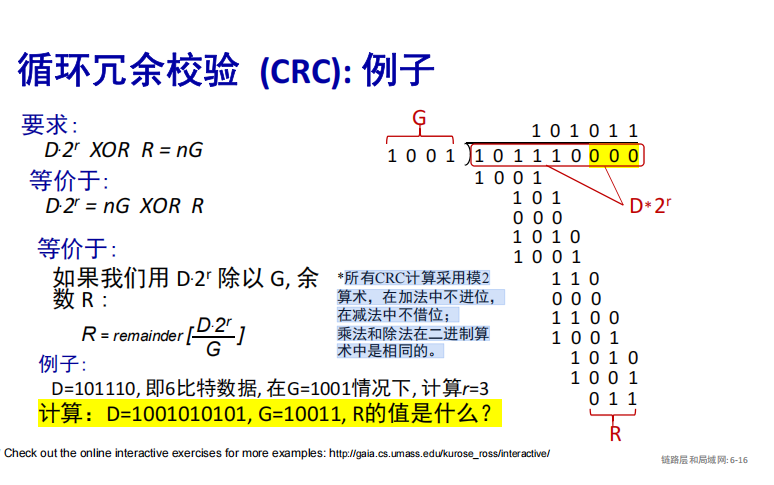 循环冗余校验 (CRC): 例子
要求:
D·2r XOR R = nG
等价于:
D·2r = nG XOR R
等价于:
如果我们用 D·2r 除以 G, 余
数 R :
R = remainder [D·2r / G]
例子:
D=101110, 即6比特数据, 在G=1001情况下, 计算r=3
计算：D=1001010101, G=10011, R的值是什么？
*所有CRC计算采用模2
算术，在加法中不进位，
在减法中不借位；
乘法和除法在二进制算
术中是相同的。
G
1 0 1 0 1 1
1 0 0 1
1 0 1 1 1 0 0 0 0
1 0 0 1
1 0 1
0 0 0
1 0 1 0
1 0 0 1
1 1 0
0 0 0
1 1 0 0
1 0 0 1
1 0 1 0
1 0 0 1
0 1 1
R
D*2r
Check out the online interactive exercises for more examples: http://gaia.cs.umass.edu/kurose_ross/interactive/
链路层和局域网: 6-16